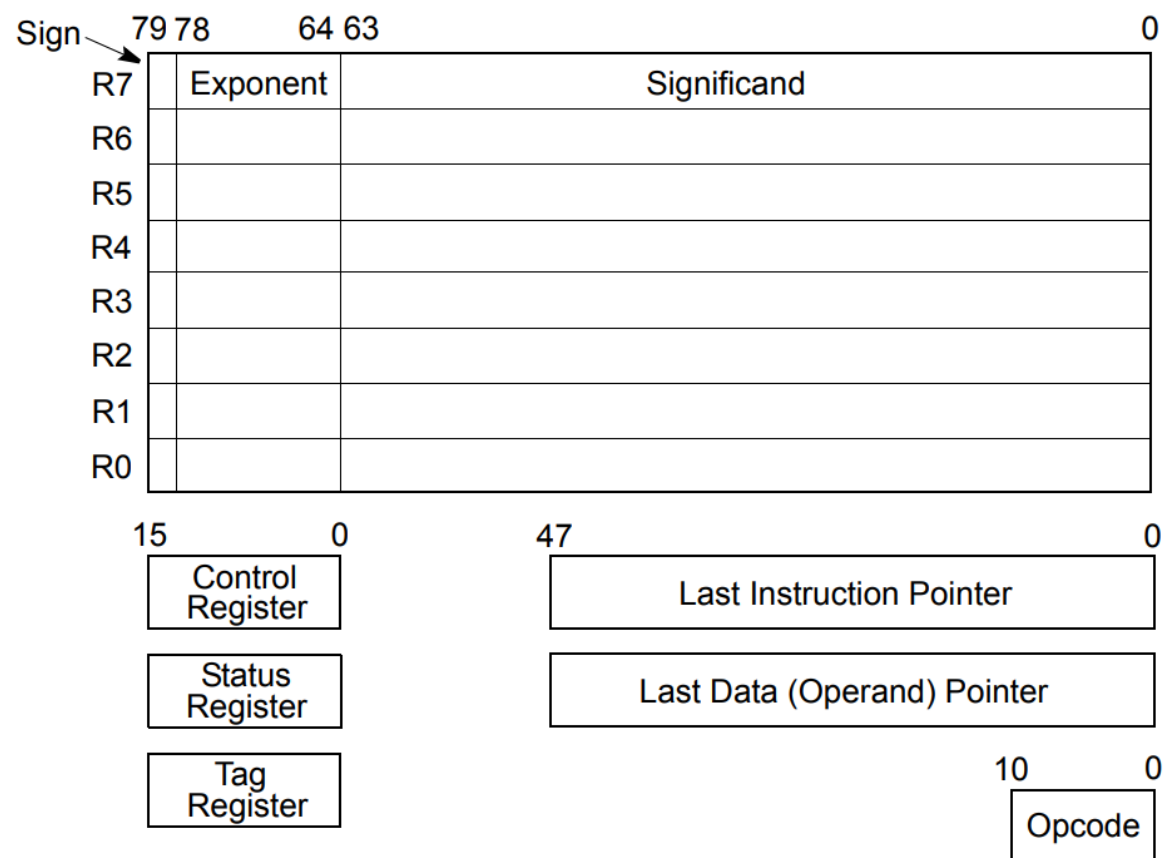 Sign 79 78 64 63 0
R7 Exponent Significand
R6
R5
R4
R3
R2
R1
R0
15 0 47 0
Control
Register
Last Instruction Pointer
Status
Register
Last Data (Operand) Pointer
Tag
Register
10 0
Opcode